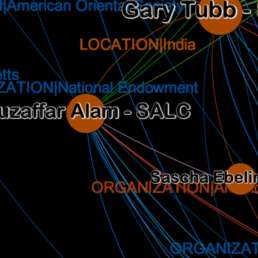 |American Orienta
Gary Tubb -
LOCATION|India
etts
ZATION|National Endowment
uzaffar Alam - SALC
Sascha Ebelin
ORGANIZATION|A
ORGANIZAT